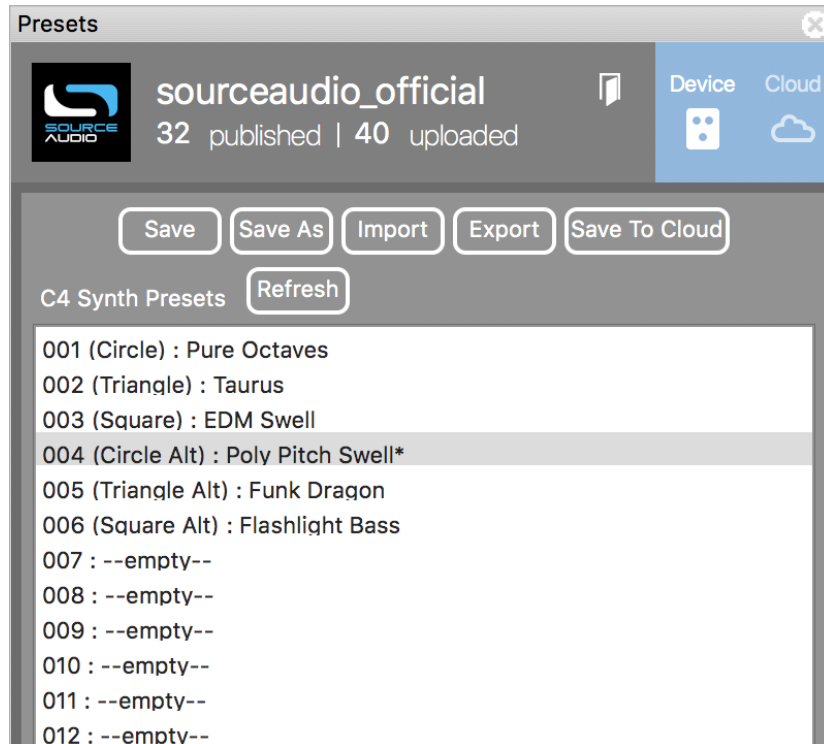 Presets
SOURCE
AUDIO
sourceaudio_official
32 published | 40 uploaded
Device
Cloud
Save
Save As
Import
Export
Save To Cloud
C4 Synth Presets
Refresh
001 (Circle) : Pure Octaves
002 (Triangle) : Taurus
003 (Square) : EDM Swell
004 (Circle Alt) : Poly Pitch Swell*
005 (Triangle Alt) : Funk Dragon
006 (Square Alt) : Flashlight Bass
007 : --empty--
008 : --empty--
009 : --empty--
010 : --empty--
011 : --empty--
012 : --empty--